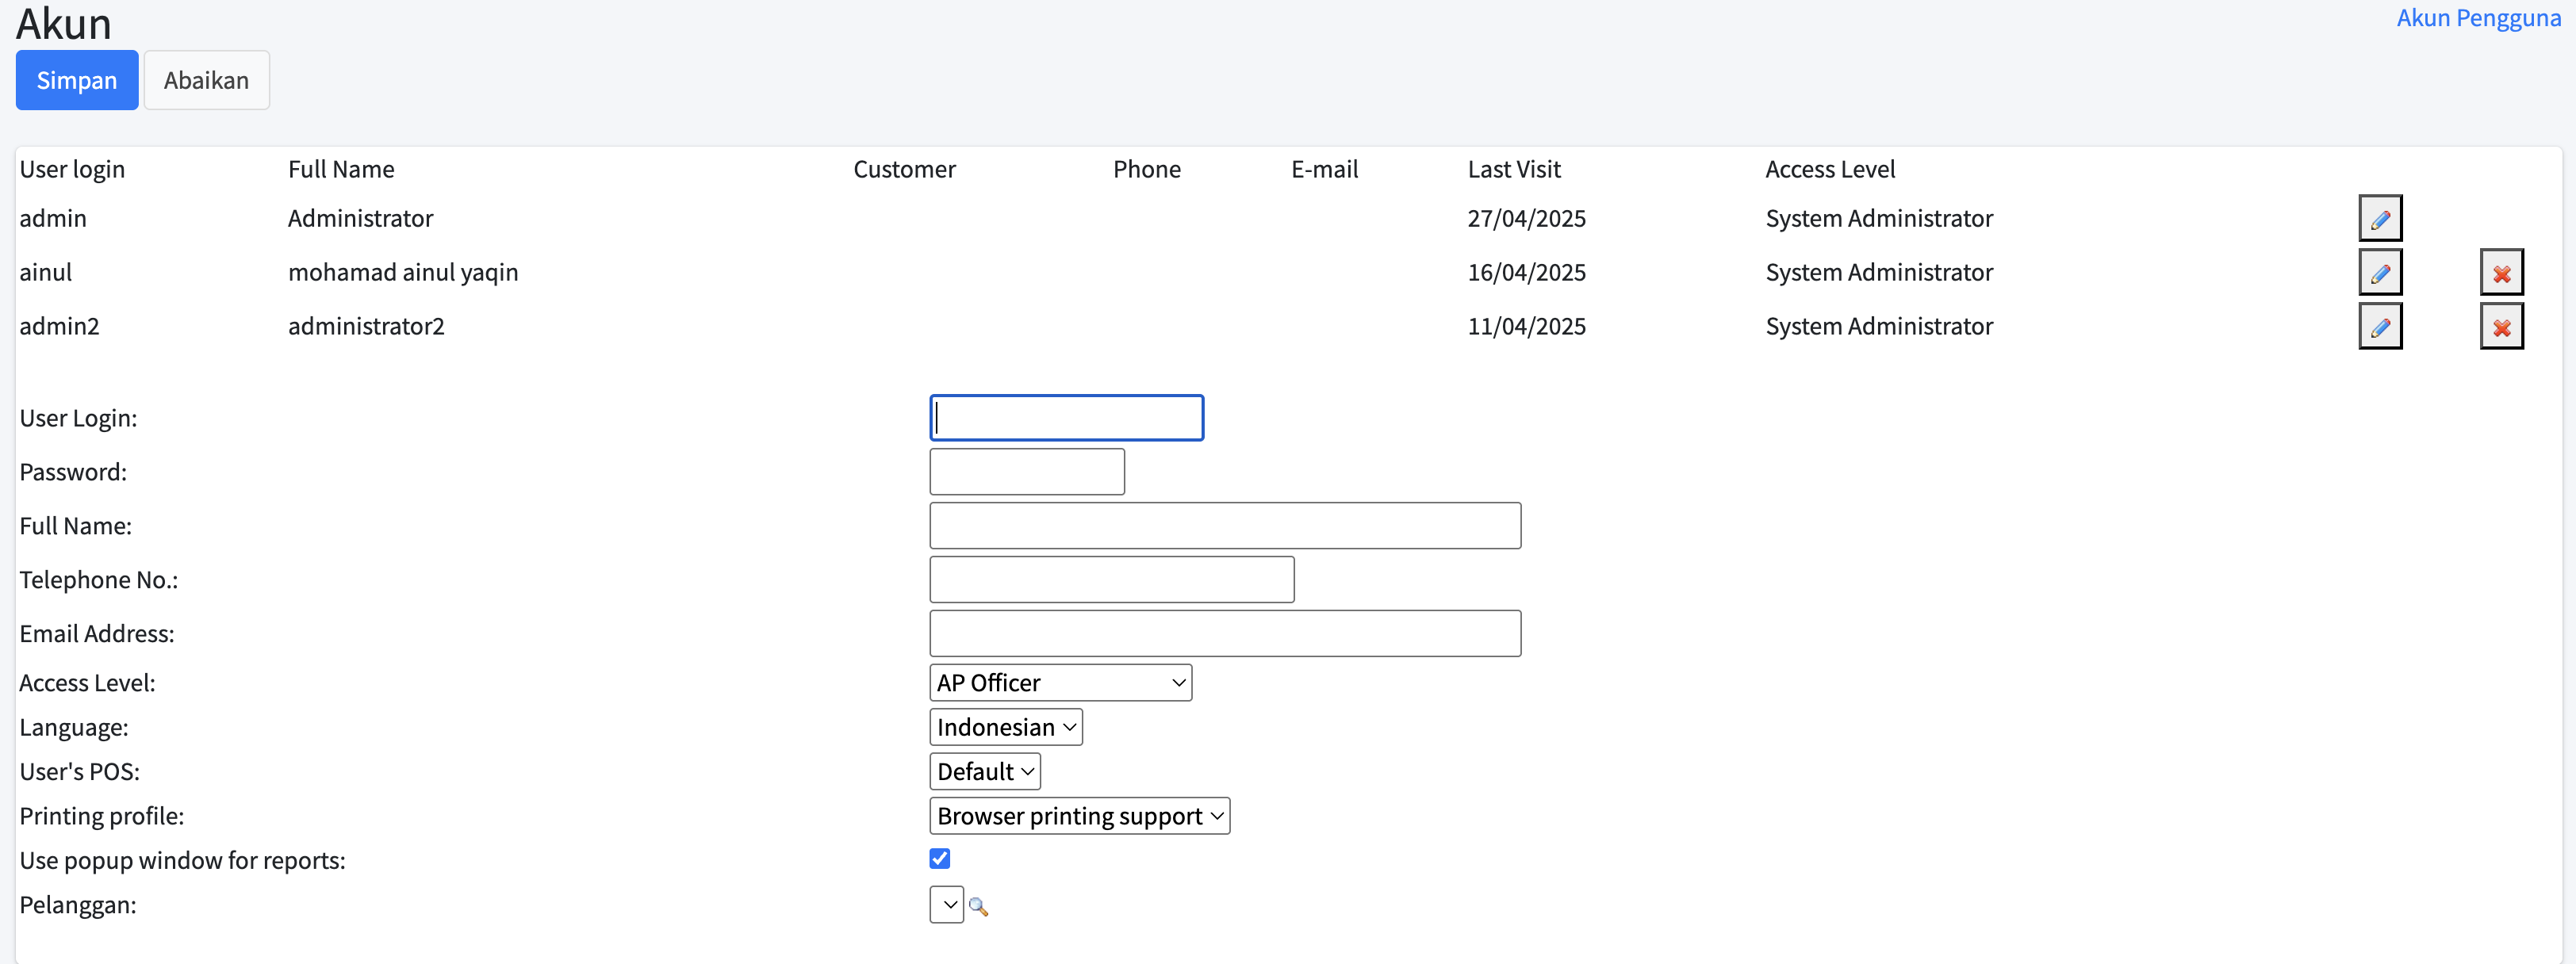 Akun
Akun Pengguna
Simpan Abaikan
User login Full Name Customer Phone E-mail Last Visit Access Level
admin Administrator 27/04/2025 System Administrator
ainul mohamad ainul yaqin 16/04/2025 System Administrator
admin2 administrator2 11/04/2025 System Administrator
User Login:
Password:
Full Name:
Telephone No.:
Email Address:
Access Level: AP Officer
Language: Indonesian
User's POS: Default
Printing profile: Browser printing support
Use popup window for reports:
Pelanggan: